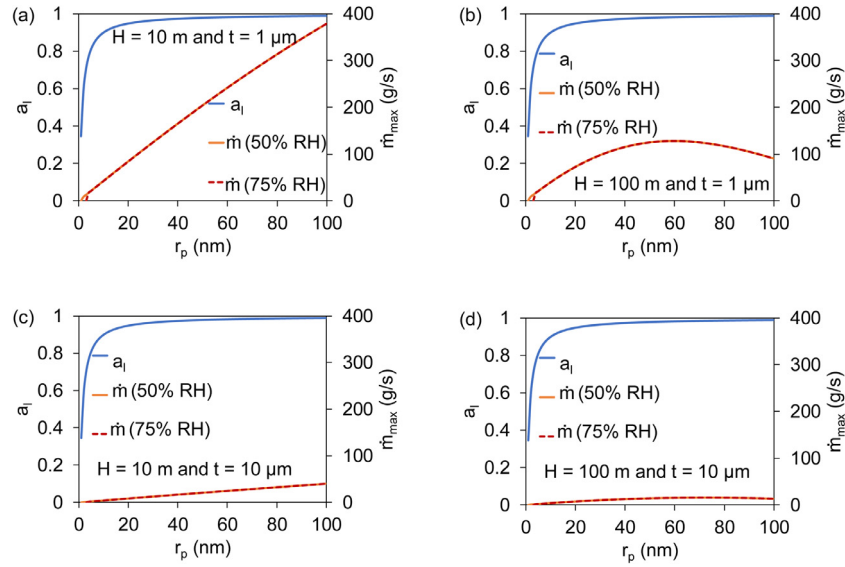 (a)
1
0.8
0.6
0.4
0.2
0
a_l
400
300
200
100
0
ṁ_max (g/s)
H = 10 m and t = 1 µm
a_l
ṁ (50% RH)
ṁ (75% RH)
0 20 40 60 80 100
r_p (nm)
(b)
1
0.8
0.6
0.4
0.2
0
a_l
400
300
200
100
0
ṁ_max (g/s)
a_l
ṁ (50% RH)
ṁ (75% RH)
H = 100 m and t = 1 µm
0 20 40 60 80 100
r_p (nm)
(c)
1
0.8
0.6
0.4
0.2
0
a_l
400
300
200
100
0
ṁ_max (g/s)
a_l
ṁ (50% RH)
ṁ (75% RH)
H = 10 m and t = 10 µm
0 20 40 60 80 100
r_p (nm)
(d)
1
0.8
0.6
0.4
0.2
0
a_l
400
300
200
100
0
ṁ_max (g/s)
a_l
ṁ (50% RH)
ṁ (75% RH)
H = 100 m and t = 10 µm
0 20 40 60 80 100
r_p (nm)